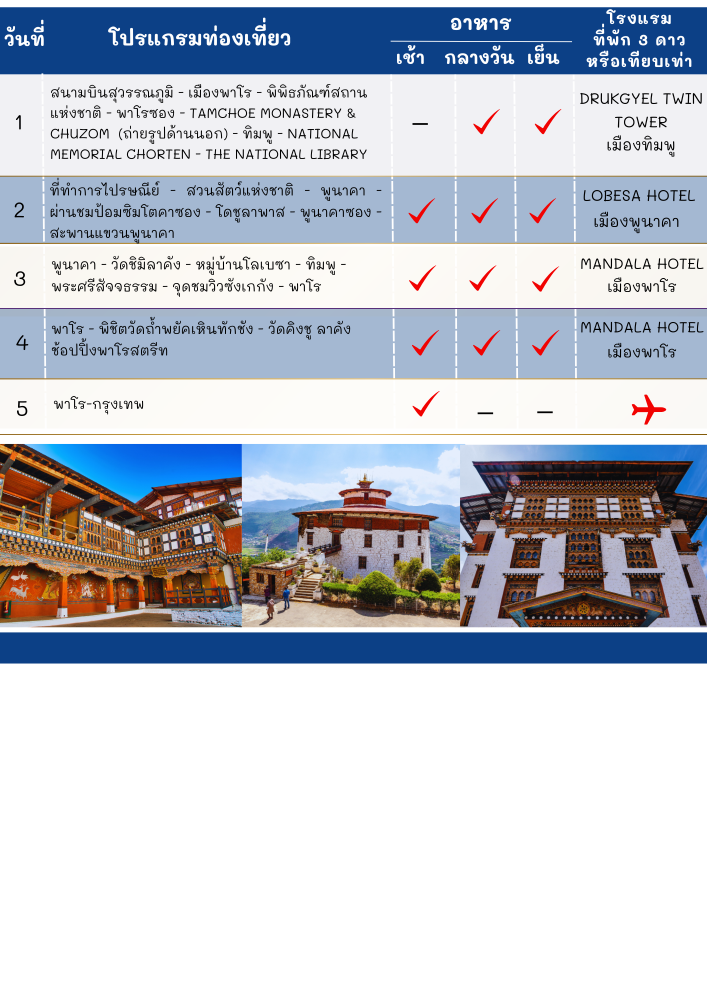 วันที่
โปรแกรมท่องเที่ยว
อาหาร
เช้า กลางวัน เย็น
โรงแรม
ที่พัก 3 ดาว
หรือเทียบเท่า
1
สนามบินสุวรรณภูมิ - เมืองพาโร - พิพิธภัณฑ์สถาน
แห่งชาติ - พาโรซอง - TAMCHOE MONASTERY &
CHUZOM (ถ่ายรูปด้านนอก) - ทิมพู - NATIONAL
MEMORIAL CHORTEN - THE NATIONAL LIBRARY
– ✓ ✓
DRUKGYEL TWIN
TOWER
เมืองทิมพู
2
ที่ทำการไปรษณีย์ - สวนสัตว์แห่งชาติ - พูนาคา -
ผ่านชมป้อมซิมโตคาซอง - โดชูลาพาส - พูนาคาซอง -
สะพานแขวนพูนาคา
✓ ✓ ✓
LOBESA HOTEL
เมืองพูนาคา
3
พูนาคา - วัดชิมิลาคัง - หมู่บ้านโลเบซา - ทิมพู -
พระศรีสัจจธรรม - จุดชมวิวซังเกกัง - พาโร
✓ ✓ ✓
MANDALA HOTEL
เมืองพาโร
4
พาโร - พิชิตวัดถ้ำพยัคเหินทักชัง - วัดคิงชู ลาคัง
ช้อปปิ้งพาโรสตรีท
✓ ✓ ✓
MANDALA HOTEL
เมืองพาโร
5
พาโร-กรุงเทพ
✓ – –